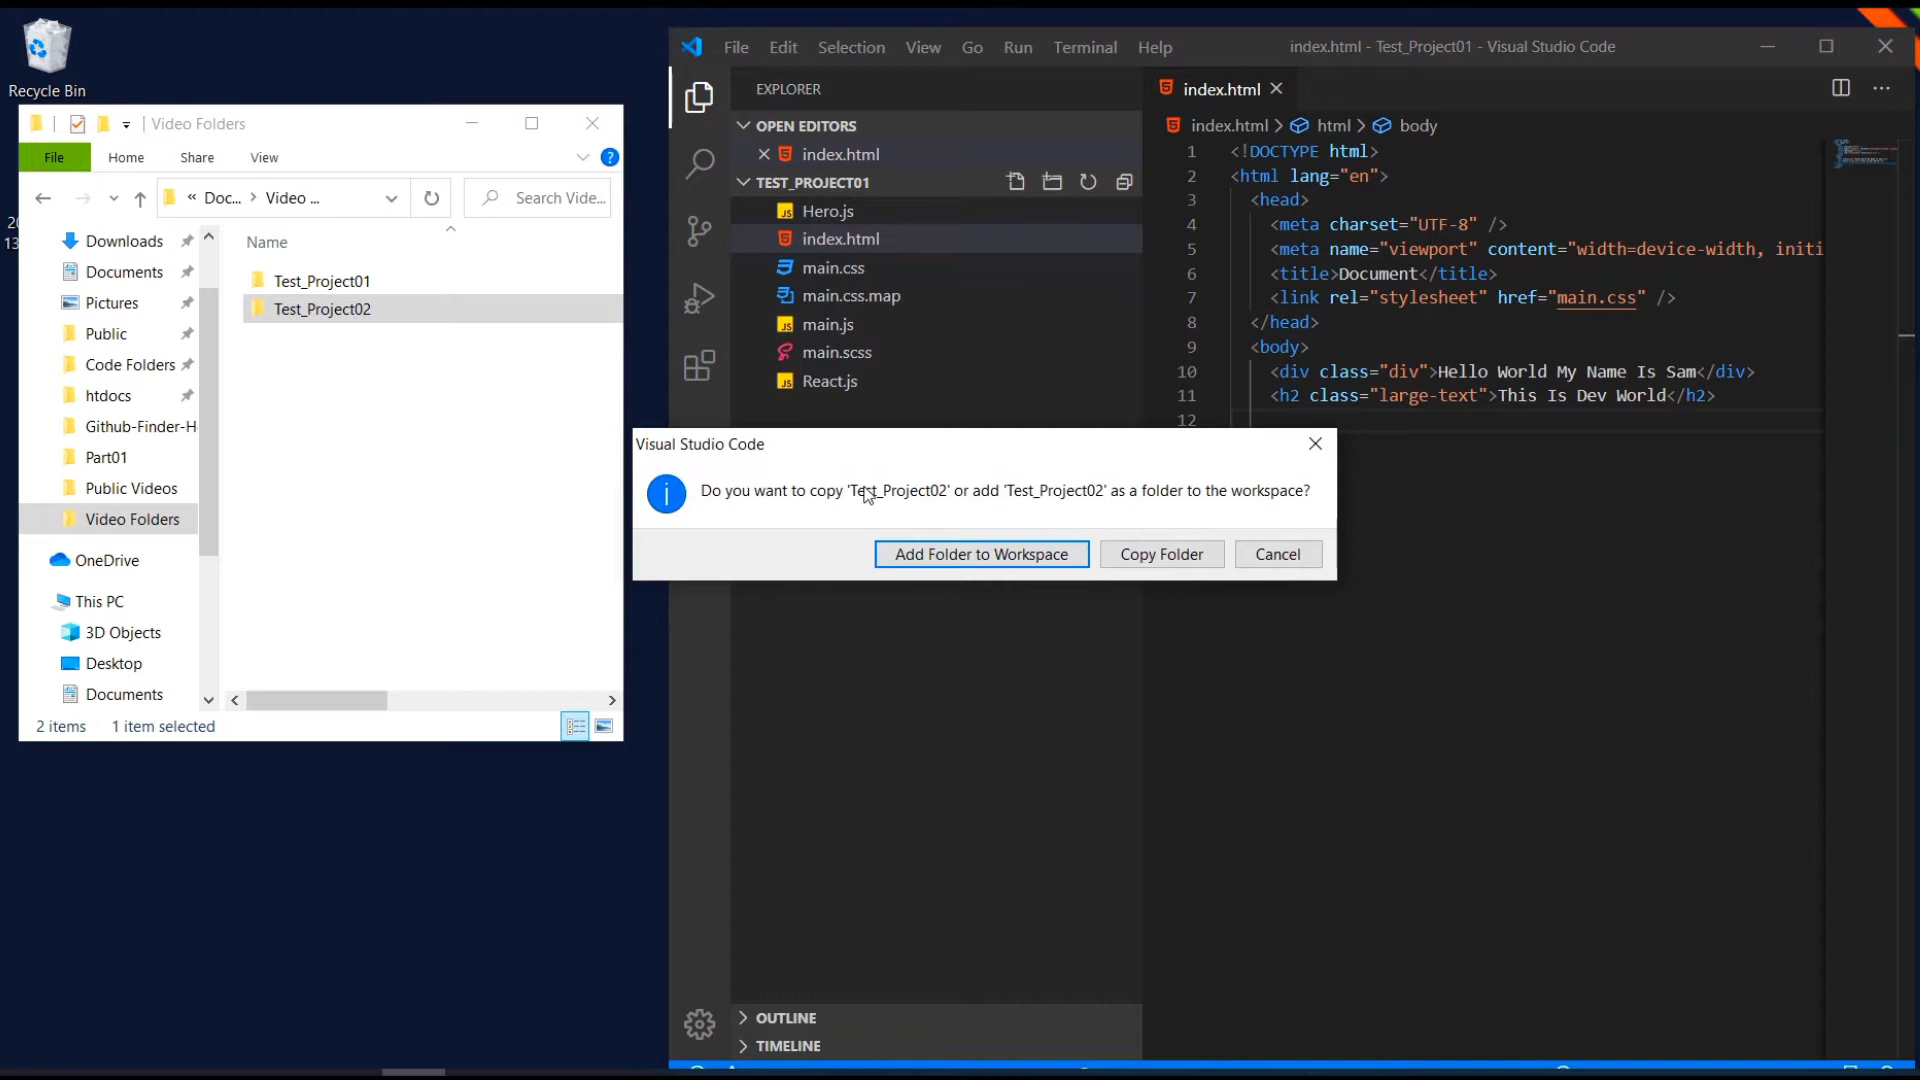 Recycle Bin
Video Folders
File Home Share View
« Doc... Video ... Search Vide...
Downloads
Documents
Pictures
Public
Code Folders
htdocs
Github-Finder-H
Part01
Public Videos
Video Folders
OneDrive
This PC
3D Objects
Desktop
Documents
Name
Test_Project01
Test_Project02
2 items 1 item selected
File Edit Selection View Go Run Terminal Help index.html - Test_Project01 - Visual Studio Code
EXPLORER
OPEN EDITORS
index.html
TEST_PROJECT01
Hero.js
index.html
main.css
main.css.map
main.js
main.scss
React.js
OUTLINE
TIMELINE
index.html
index.html > html > body
1 <!DOCTYPE html>
2 <html lang="en">
3 <head>
4 <meta charset="UTF-8" />
5 <meta name="viewport" content="width=device-width, initi
6 <title>Document</title>
7 <link rel="stylesheet" href="main.css" />
8 </head>
9 <body>
10 <div class="div">Hello World My Name Is Sam</div>
11 <h2 class="large-text">This Is Dev World</h2>
12
Visual Studio Code
Do you want to copy 'Test_Project02' or add 'Test_Project02' as a folder to the workspace?
Add Folder to Workspace Copy Folder Cancel